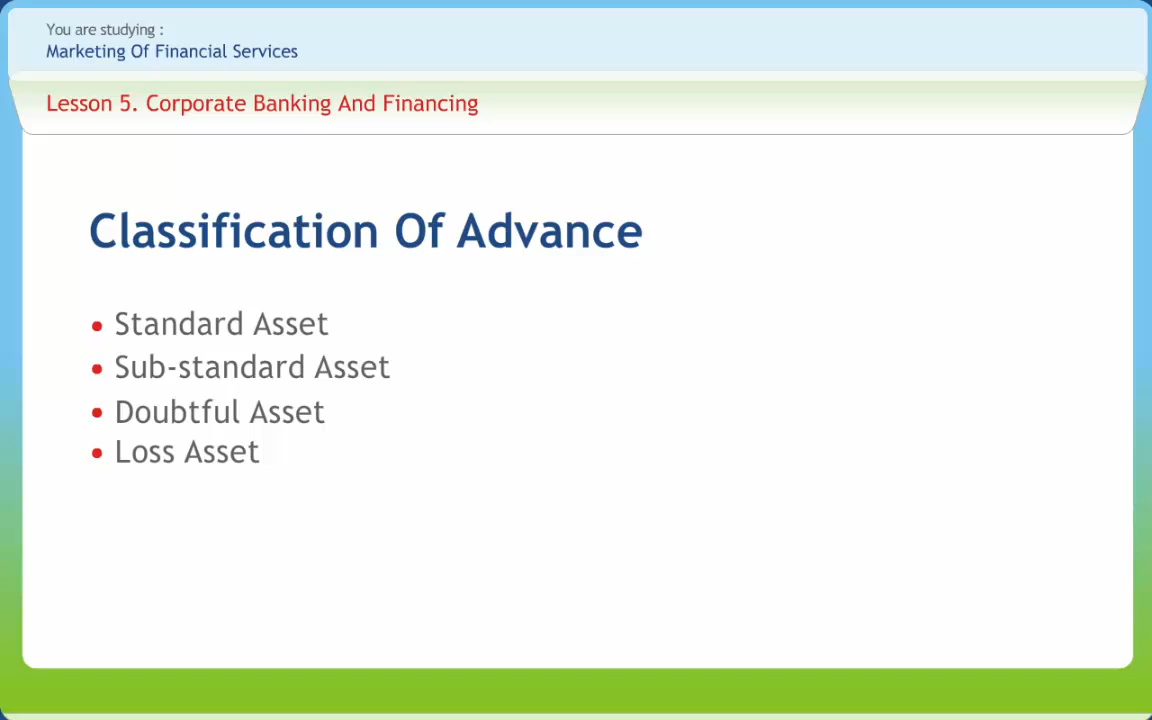 You are studying :
Marketing Of Financial Services
Lesson 5. Corporate Banking And Financing
Classification Of Advance
• Standard Asset
• Sub-standard Asset
• Doubtful Asset
• Loss Asset